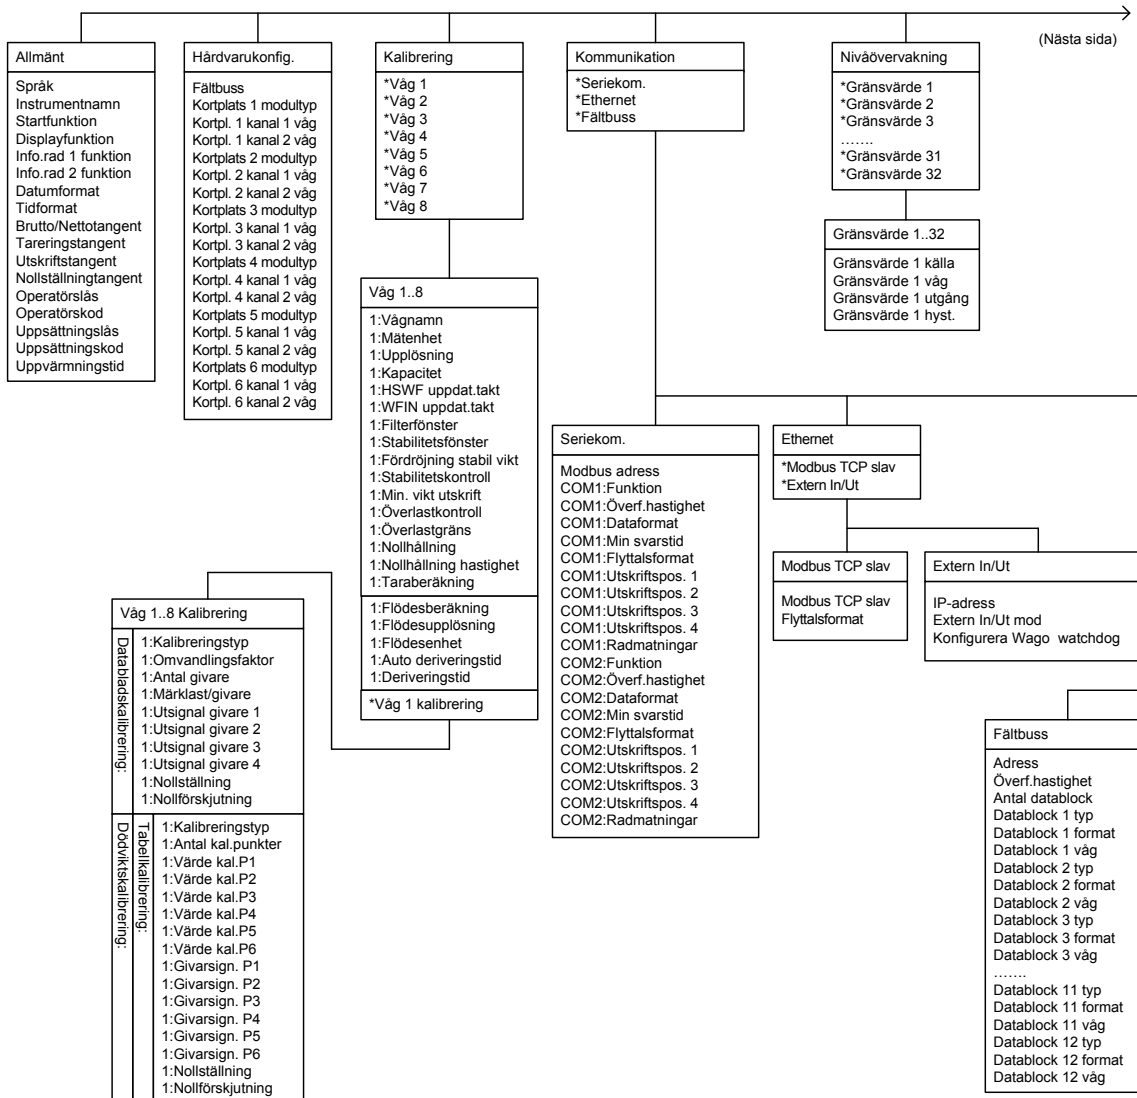 (Nästa sida)
Allmänt
Språk
Instrumentnamn
Startfunktion
Displayfunktion
Info.rad 1 funktion
Info.rad 2 funktion
Datumformat
Tidformat
Brutto/Nettotangent
Tareringstangent
Utskriftstangent
Nollställningtangent
Operatörslås
Operatörskod
Uppsättningslås
Uppsättningskod
Uppvärmningstid
Hårdvarukonfig.
Fältbuss
Kortplats 1 modultyp
Kortpl. 1 kanal 1 våg
Kortpl. 1 kanal 2 våg
Kortplats 2 modultyp
Kortpl. 2 kanal 1 våg
Kortpl. 2 kanal 2 våg
Kortplats 3 modultyp
Kortpl. 3 kanal 1 våg
Kortpl. 3 kanal 2 våg
Kortplats 4 modultyp
Kortpl. 4 kanal 1 våg
Kortpl. 4 kanal 2 våg
Kortplats 5 modultyp
Kortpl. 5 kanal 1 våg
Kortpl. 5 kanal 2 våg
Kortplats 6 modultyp
Kortpl. 6 kanal 1 våg
Kortpl. 6 kanal 2 våg
Kalibrering
*Våg 1
*Våg 2
*Våg 3
*Våg 4
*Våg 5
*Våg 6
*Våg 7
*Våg 8
Kommunikation
*Seriekom.
*Ethernet
*Fältbuss
Nivåövervakning
*Gränsvärde 1
*Gränsvärde 2
*Gränsvärde 3
.......
*Gränsvärde 31
*Gränsvärde 32
Gränsvärde 1..32
Gränsvärde 1 källa
Gränsvärde 1 våg
Gränsvärde 1 utgång
Gränsvärde 1 hyst.
Våg 1..8
1:Vågnamn
1:Mätenhet
1:Upplösning
1:Kapacitet
1:HSWF uppdat.takt
1:WFIN uppdat.takt
1:Filterfönster
1:Stabilitetsfönster
1:Fördröjning stabil vikt
1:Stabilitetskontroll
1:Min. vikt utskrift
1:Överlastkontroll
1:Överlastgräns
1:Nollhållning
1:Nollhållning hastighet
1:Taraberäkning
1:Flödesberäkning
1:Flödesupplösning
1:Flödesenhet
1:Auto deriveringstid
1:Deriveringstid
*Våg 1 kalibrering
Seriekom.
Modbus adress
COM1:Funktion
COM1:Överf.hastighet
COM1:Dataformat
COM1:Min svarstid
COM1:Flyttalsformat
COM1:Utskriftspos. 1
COM1:Utskriftspos. 2
COM1:Utskriftspos. 3
COM1:Utskriftspos. 4
COM1:Radmatningar
COM2:Funktion
COM2:Överf.hastighet
COM2:Dataformat
COM2:Min svarstid
COM2:Flyttalsformat
COM2:Utskriftspos. 1
COM2:Utskriftspos. 2
COM2:Utskriftspos. 3
COM2:Utskriftspos. 4
COM2:Radmatningar
Ethernet
*Modbus TCP slav
*Extern In/Ut
Modbus TCP slav
Modbus TCP slav
Flyttalsformat
Extern In/Ut
IP-adress
Extern In/Ut mod
Konfigurera Wago watchdog
Våg 1..8 Kalibrering
Databladskalibrering:
1:Kalibreringstyp
1:Omvandlingsfaktor
1:Antal givare
1:Märklast/givare
1:Utsignal givare 1
1:Utsignal givare 2
1:Utsignal givare 3
1:Utsignal givare 4
1:Nollställning
1:Nollförskjutning
Dödviktskalibrering:
Tabellkalibrering:
1:Kalibreringstyp
1:Antal kal.punkter
1:Värde kal.P1
1:Värde kal.P2
1:Värde kal.P3
1:Värde kal.P4
1:Värde kal.P5
1:Värde kal.P6
1:Givarsign. P1
1:Givarsign. P2
1:Givarsign. P3
1:Givarsign. P4
1:Givarsign. P5
1:Givarsign. P6
1:Nollställning
1:Nollförskjutning
Fältbuss
Adress
Överf.hastighet
Antal datablock
Datablock 1 typ
Datablock 1 format
Datablock 1 våg
Datablock 2 typ
Datablock 2 format
Datablock 2 våg
Datablock 3 typ
Datablock 3 format
Datablock 3 våg
.......
Datablock 11 typ
Datablock 11 format
Datablock 11 våg
Datablock 12 typ
Datablock 12 format
Datablock 12 våg